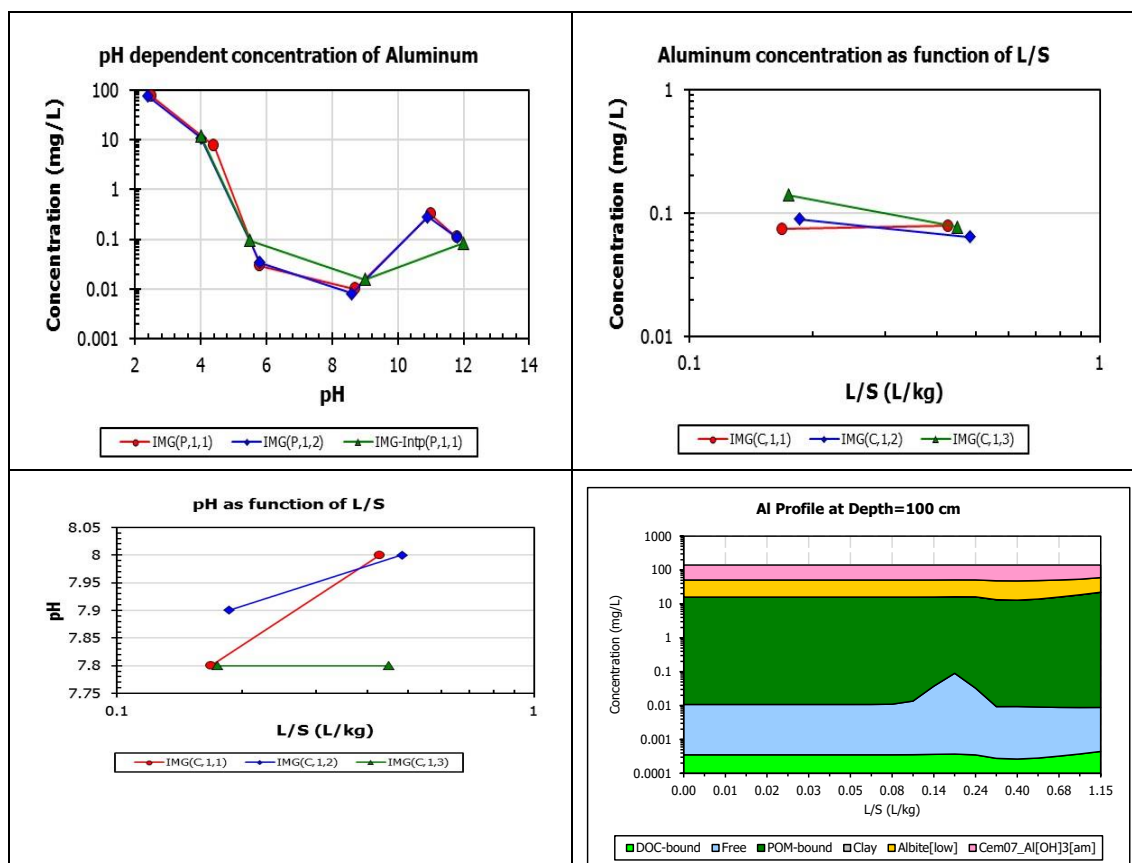 pH dependent concentration of Aluminum
Concentration (mg/L)
100
10
1
0.1
0.01
0.001
2 4 6 8 10 12 14
pH
IMG(P,1,1) IMG(P,1,2) IMG-Intp(P,1,1)
Aluminum concentration as function of L/S
Concentration (mg/L)
1
0.1
0.01
0.1 1
L/S (L/kg)
IMG(C,1,1) IMG(C,1,2) IMG(C,1,3)
pH as function of L/S
pH
8.05
8
7.95
7.9
7.85
7.8
7.75
0.1 1
L/S (L/kg)
IMG(C,1,1) IMG(C,1,2) IMG(C,1,3)
Al Profile at Depth=100 cm
Concentration (mg/L)
1000
100
10
1
0.1
0.01
0.001
0.0001
0.00 0.01 0.02 0.03 0.05 0.08 0.14 0.24 0.40 0.68 1.15
L/S (L/kg)
DOC-bound Free POM-bound Clay Albite[low] Cem07_Al[OH]3[am]